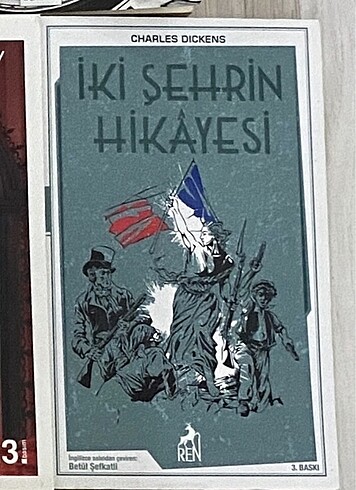 CHARLES DICKENS
İKİ ŞEHRİN
HİKÂYESİ
İngilizce aslından çeviren:
Betül Şefkatli
REN
3. BASKI
3